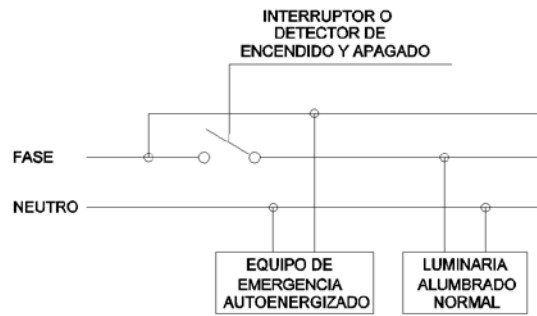 INTERRUPTOR O
DETECTOR DE
ENCENDIDO Y APAGADO
FASE
NEUTRO
EQUIPO DE
EMERGENCIA
AUTOENERGIZADO
LUMINARIA
ALUMBRADO
NORMAL